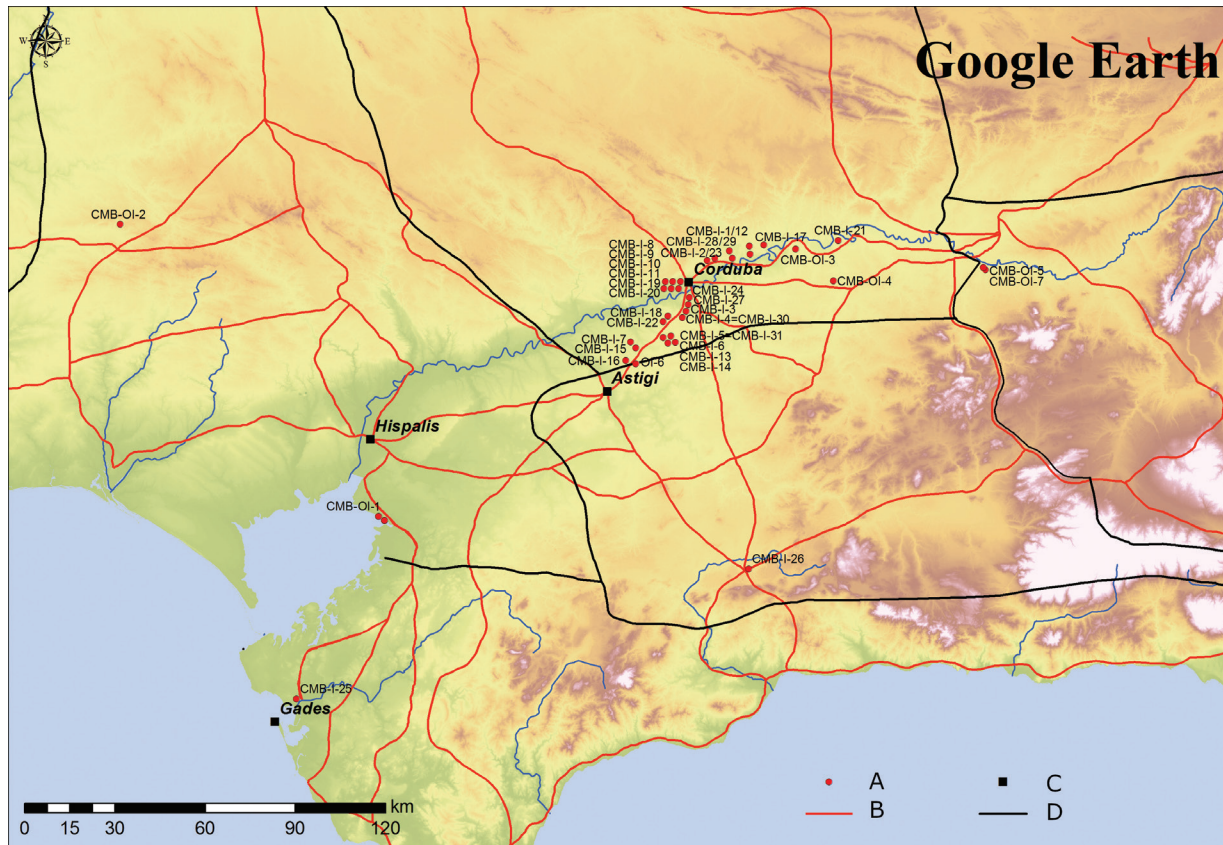 N
W E
S
Google Earth
CMB-OI-2
CMB-I-1/12
CMB-I-17
CMB-I-21
CMB-I-8
CMB-I-28/29
CMB-I-9
CMB-I-2/23
CMB-OI-3
CMB-I-10
CMB-I-11
Corduba
CMB-OI-5
CMB-OI-7
CMB-I-19
CMB-I-20
CMB-OI-4
CMB-I-24
CMB-I-27
CMB-I-3
CMB-I-18
CMB-I-22
CMB-I-4=CMB-I-30
CMB-I-7
CMB-I-5=CMB-I-31
CMB-I-15
CMB-I-6
CMB-I-16
OI-6
CMB-I-13
CMB-I-14
Astigi
Hispalis
CMB-OI-1
CMB-I-26
CMB-I-25
Gades
A
C
B
D
km
0 15 30 60 90 120